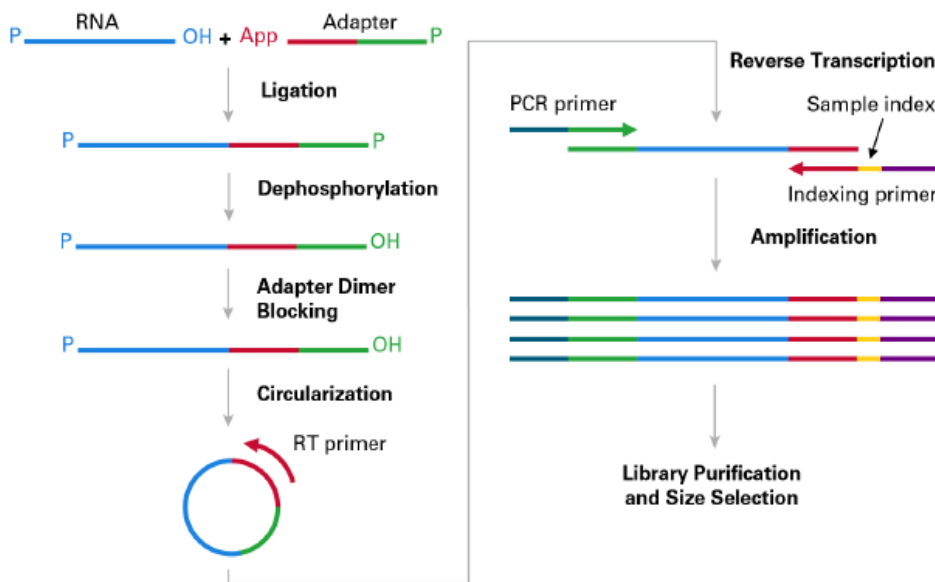 RNA
Adapter
P
OH + App
P
Ligation
P
P
Dephosphorylation
P
OH
Adapter Dimer
Blocking
P
OH
Circularization
RT primer
Reverse Transcription
PCR primer
Sample index
Indexing primer
Amplification
Library Purification
and Size Selection